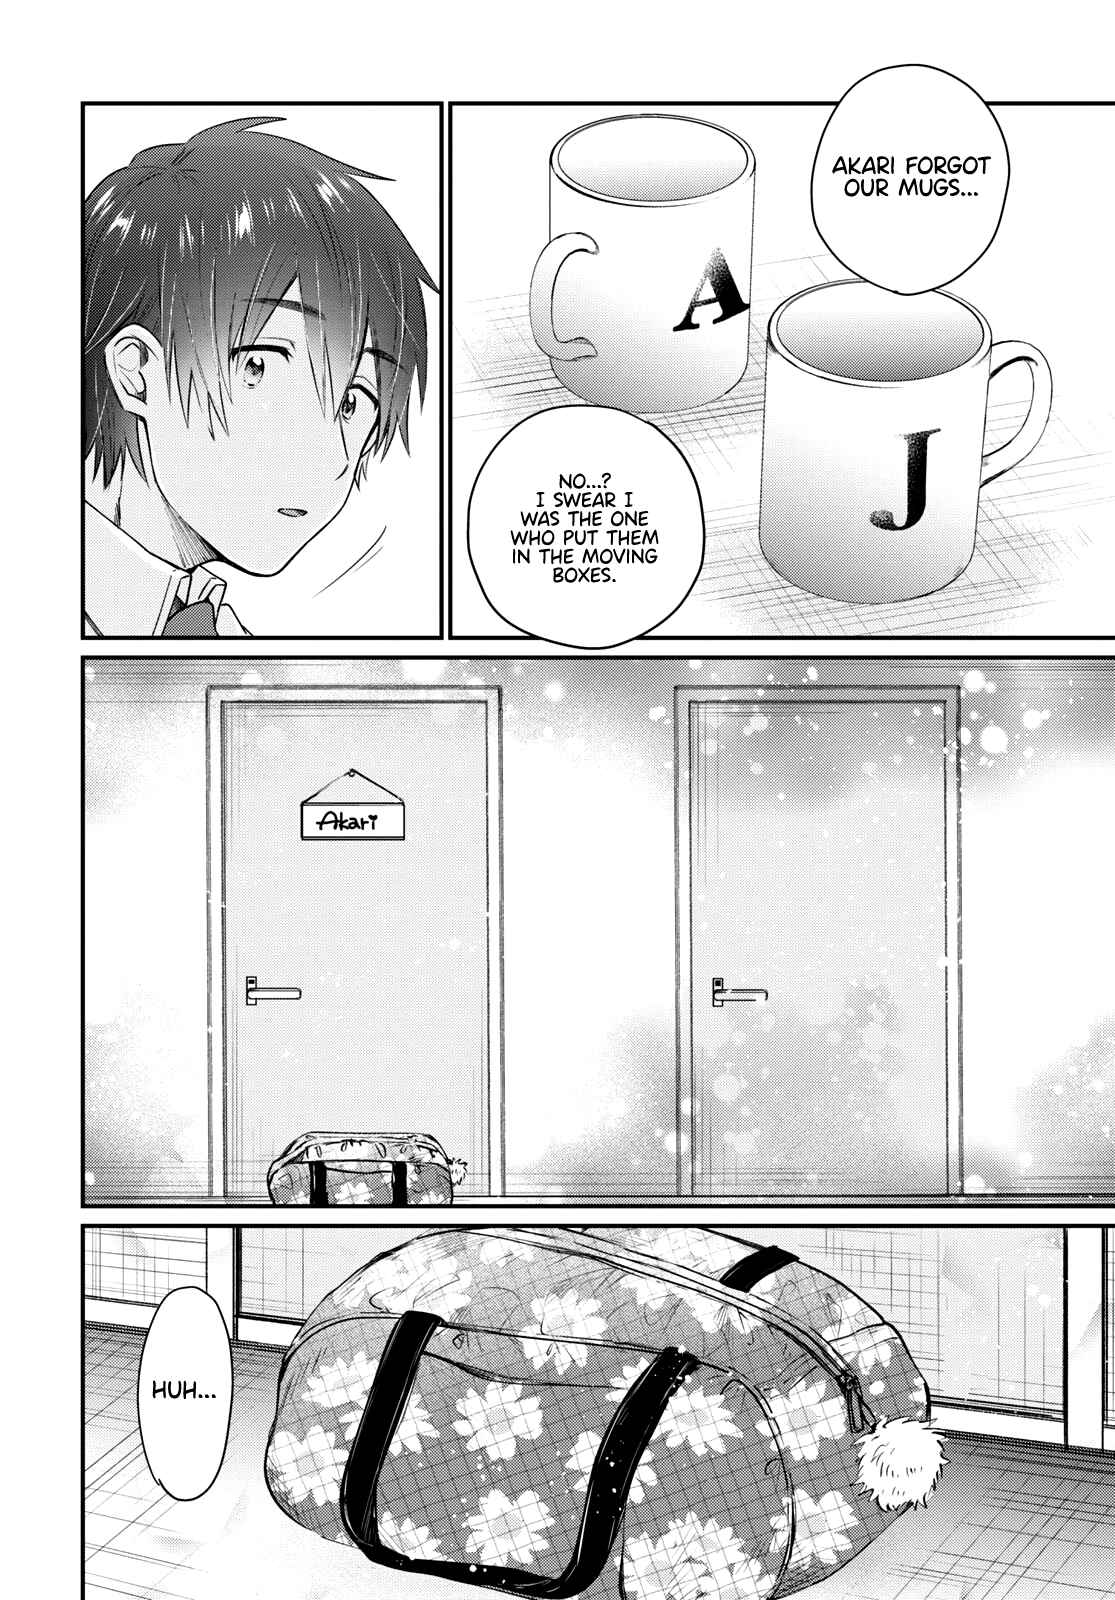 AKARI FORGOT
OUR MUGS...
A
J
NO...?
I SWEAR I
WAS THE ONE
WHO PUT THEM
IN THE MOVING
BOXES.
Akari
HUH...